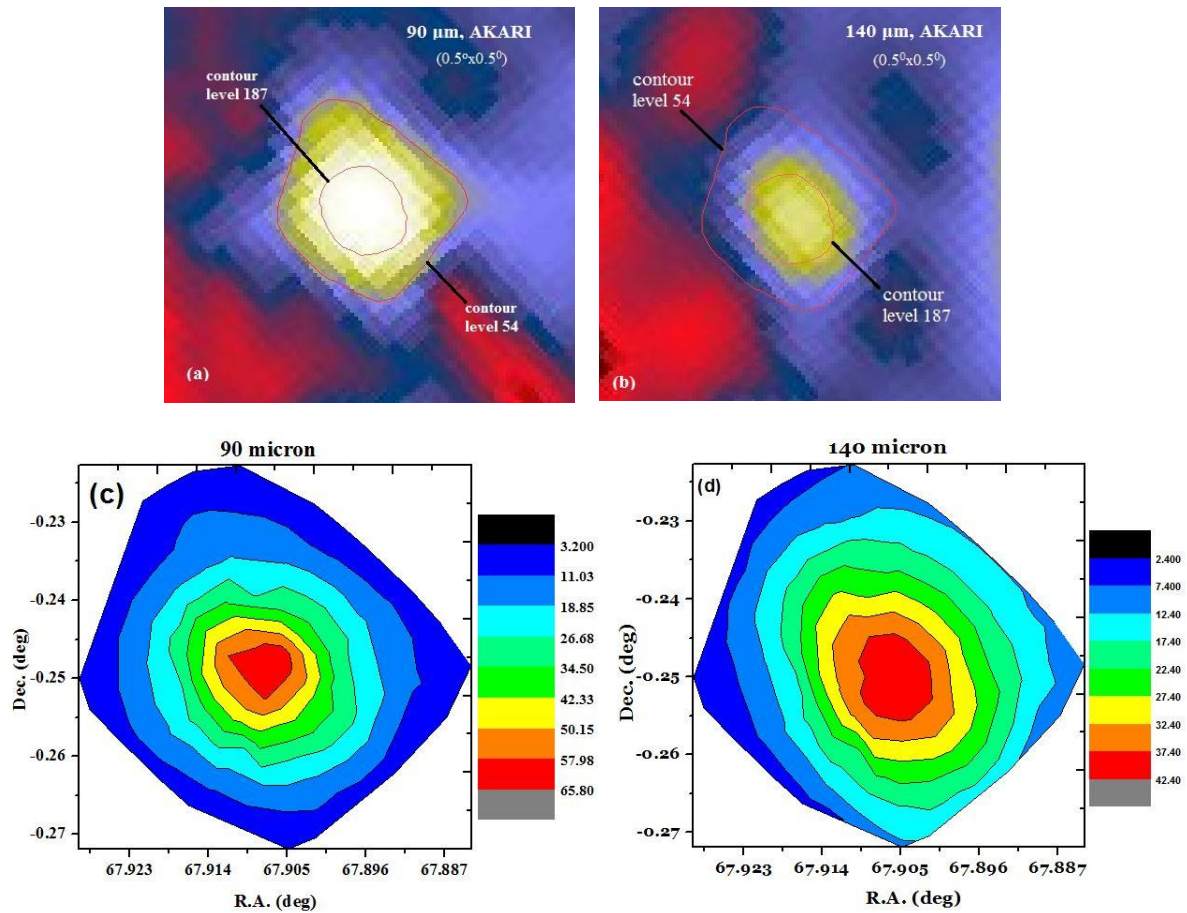 90 µm, AKARI
(0.5°x0.5⁰)
contour
level 187
contour
level 54
(a)
140 µm, AKARI
(0.5⁰x0.5⁰)
contour
level 54
contour
level 187
(b)
90 micron
(c)
-0.23
-0.24
-0.25
-0.26
-0.27
Dec. (deg)
67.923 67.914 67.905 67.896 67.887
R.A. (deg)
3.200
11.03
18.85
26.68
34.50
42.33
50.15
57.98
65.80
140 micron
(d)
-0.23
-0.24
-0.25
-0.26
-0.27
Dec. (deg)
67.923 67.914 67.905 67.896 67.887
R.A. (deg)
2.400
7.400
12.40
17.40
22.40
27.40
32.40
37.40
42.40